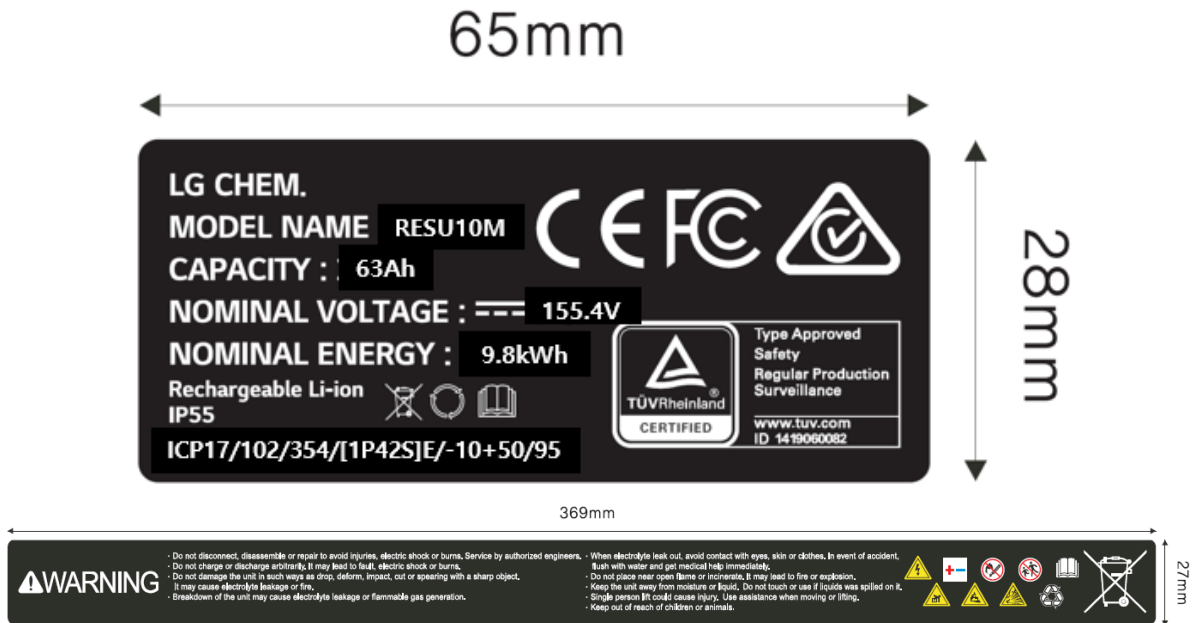 65mm
LG CHEM.
MODEL NAME RESU10M
CAPACITY : 63Ah
NOMINAL VOLTAGE : 155.4V
NOMINAL ENERGY : 9.8kWh
Rechargeable Li-ion
IP55
ICP17/102/354/[1P42S]E/-10+50/95
CE FC
TÜVRheinland
®
CERTIFIED
Type Approved
Safety
Regular Production
Surveillance
www.tuv.com
ID 1419060082
28mm
369mm
WARNING
· Do not disconnect, disassemble or repair to avoid injuries, electric shock or burns. Service by authorized engineers.
· Do not charge or discharge arbitrarily. It may lead to fault, electric shock or burns.
· Do not damage the unit in such ways as drop, deform, impact, cut or spearing with a sharp object.
It may cause electrolyte leakage or fire.
· Breakdown of the unit may cause electrolyte leakage or flammable gas generation.
· When electrolyte leak out, avoid contact with eyes, skin or clothes. In event of accident,
flush with water and get medical help immediately.
· Do not place near open flame or incinerate. It may lead to fire or explosion.
· Keep the unit away from moisture or liquid. Do not touch or use if liquids was spilled on it.
· Single person lift could cause injury. Use assistance when moving or lifting.
· Keep out of reach of children or animals.
27mm